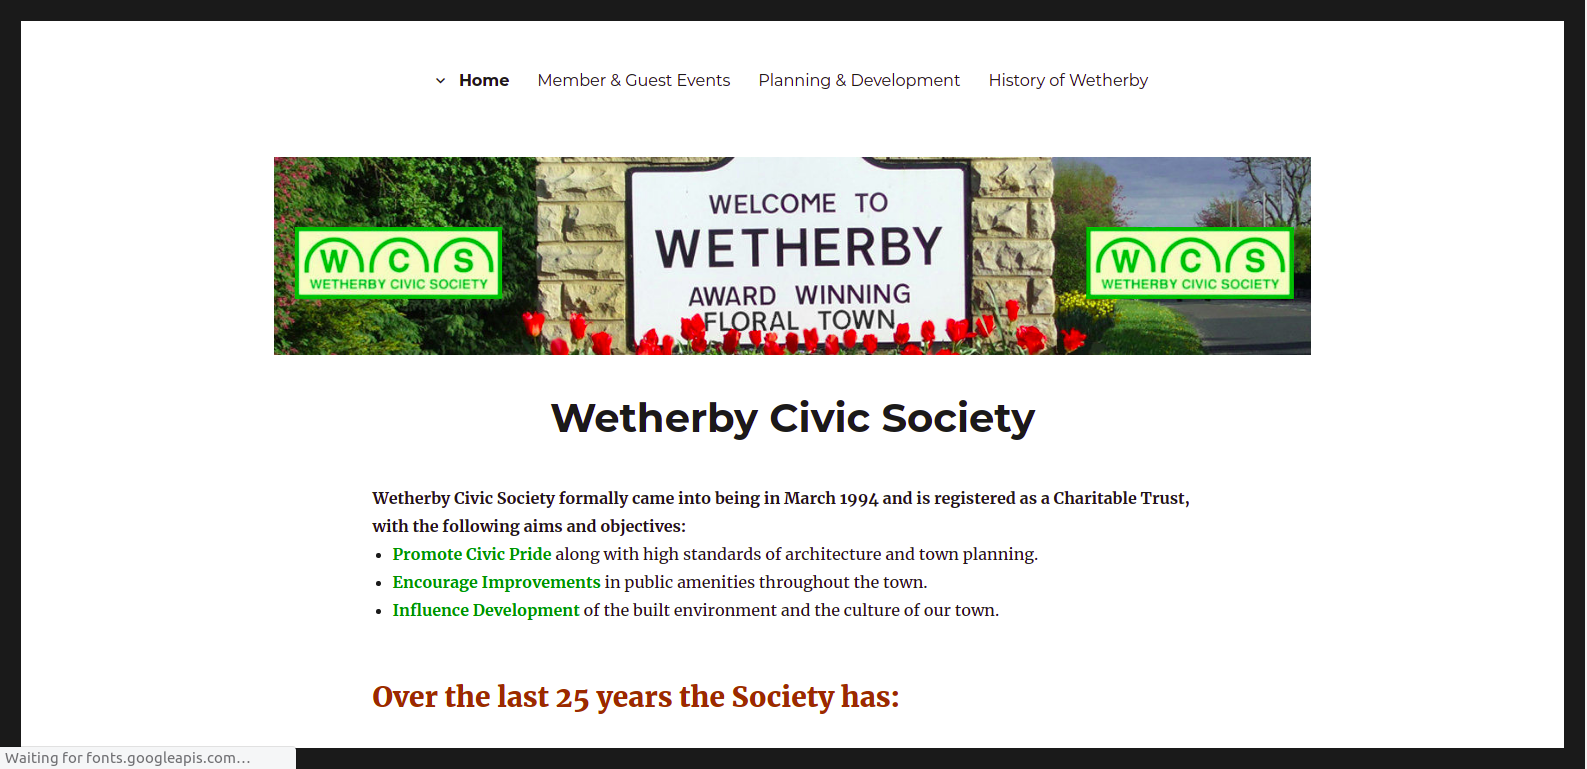 Home Member & Guest Events Planning & Development History of Wetherby
WELCOME TO
WETHERBY
AWARD WINNING
FLORAL TOWN
W C S
WETHERBY CIVIC SOCIETY
W C S
WETHERBY CIVIC SOCIETY
Wetherby Civic Society
Wetherby Civic Society formally came into being in March 1994 and is registered as a Charitable Trust,
with the following aims and objectives:
• Promote Civic Pride along with high standards of architecture and town planning.
• Encourage Improvements in public amenities throughout the town.
• Influence Development of the built environment and the culture of our town.
Over the last 25 years the Society has:
Waiting for fonts.googleapis.com...